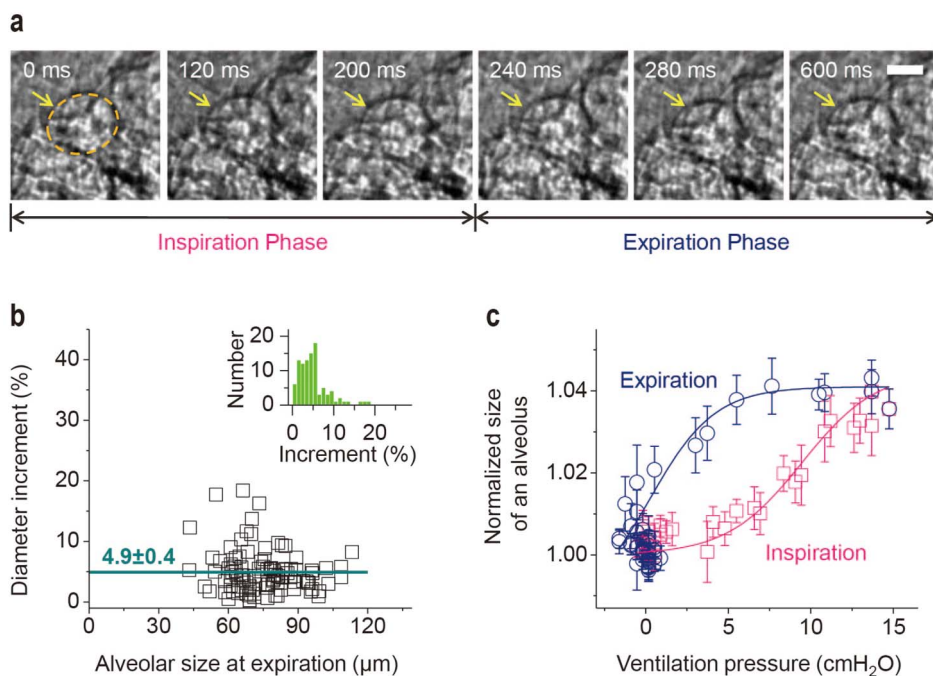 a
0 ms
120 ms
200 ms
240 ms
280 ms
600 ms
Inspiration Phase
Expiration Phase
b
Diameter increment (%)
40
30
20
10
0
4.9±0.4
0
30
60
90
120
Alveolar size at expiration (μm)
Number
20
10
0
0
10
20
Increment (%)
c
Normalized size
of an alveolus
1.04
1.02
1.00
Expiration
Inspiration
0
5
10
15
Ventilation pressure (cmH₂O)